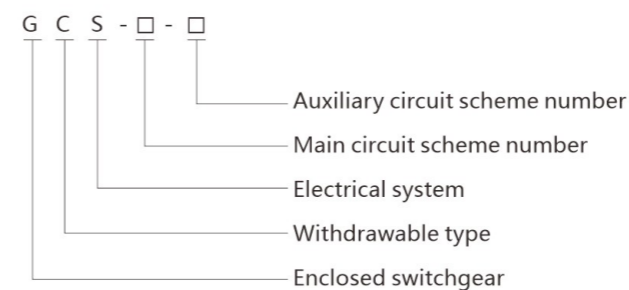 G C S - □ - □
Auxiliary circuit scheme number
Main circuit scheme number
Electrical system
Withdrawable type
Enclosed switchgear